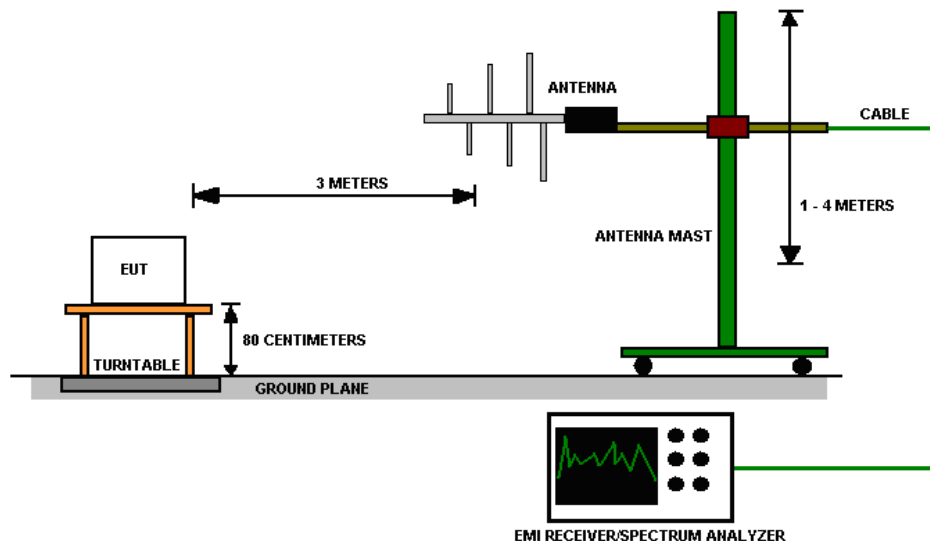 ANTENNA
CABLE
3 METERS
1 - 4 METERS
ANTENNA MAST
EUT
80 CENTIMETERS
TURNTABLE
GROUND PLANE
EMI RECEIVER/SPECTRUM ANALYZER